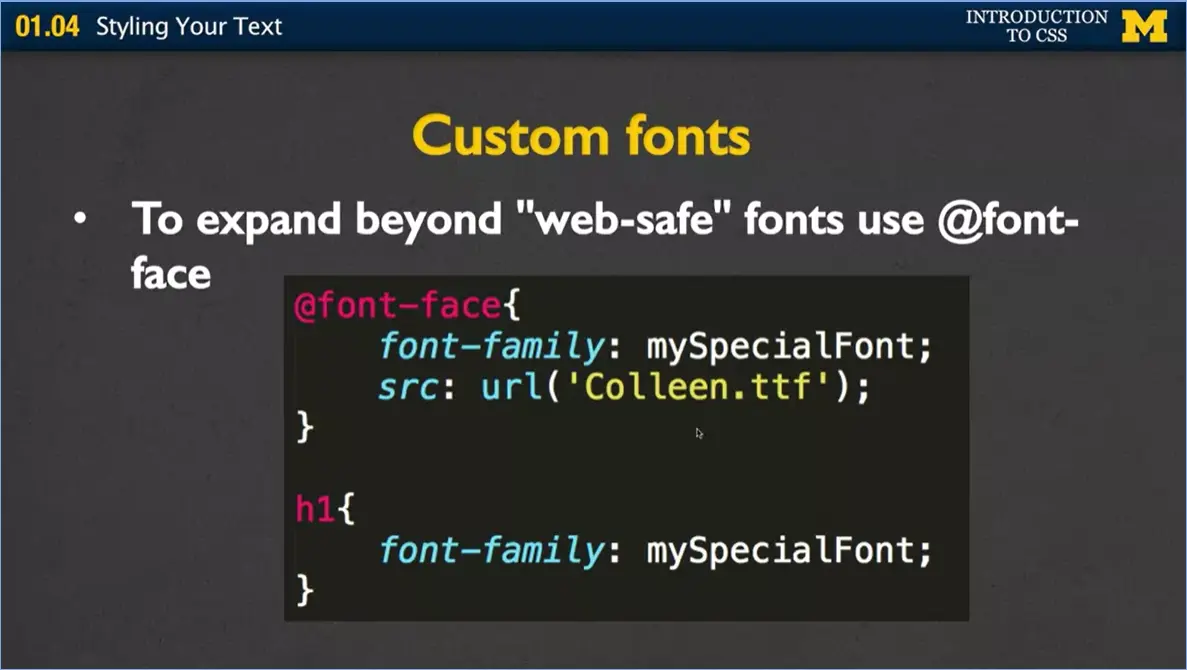 01.04 Styling Your Text
INTRODUCTION
TO CSS
M
Custom fonts
• To expand beyond "web-safe" fonts use @font-
face
@font-face{
    font-family: mySpecialFont;
    src: url('Colleen.ttf');
}
h1{
    font-family: mySpecialFont;
}